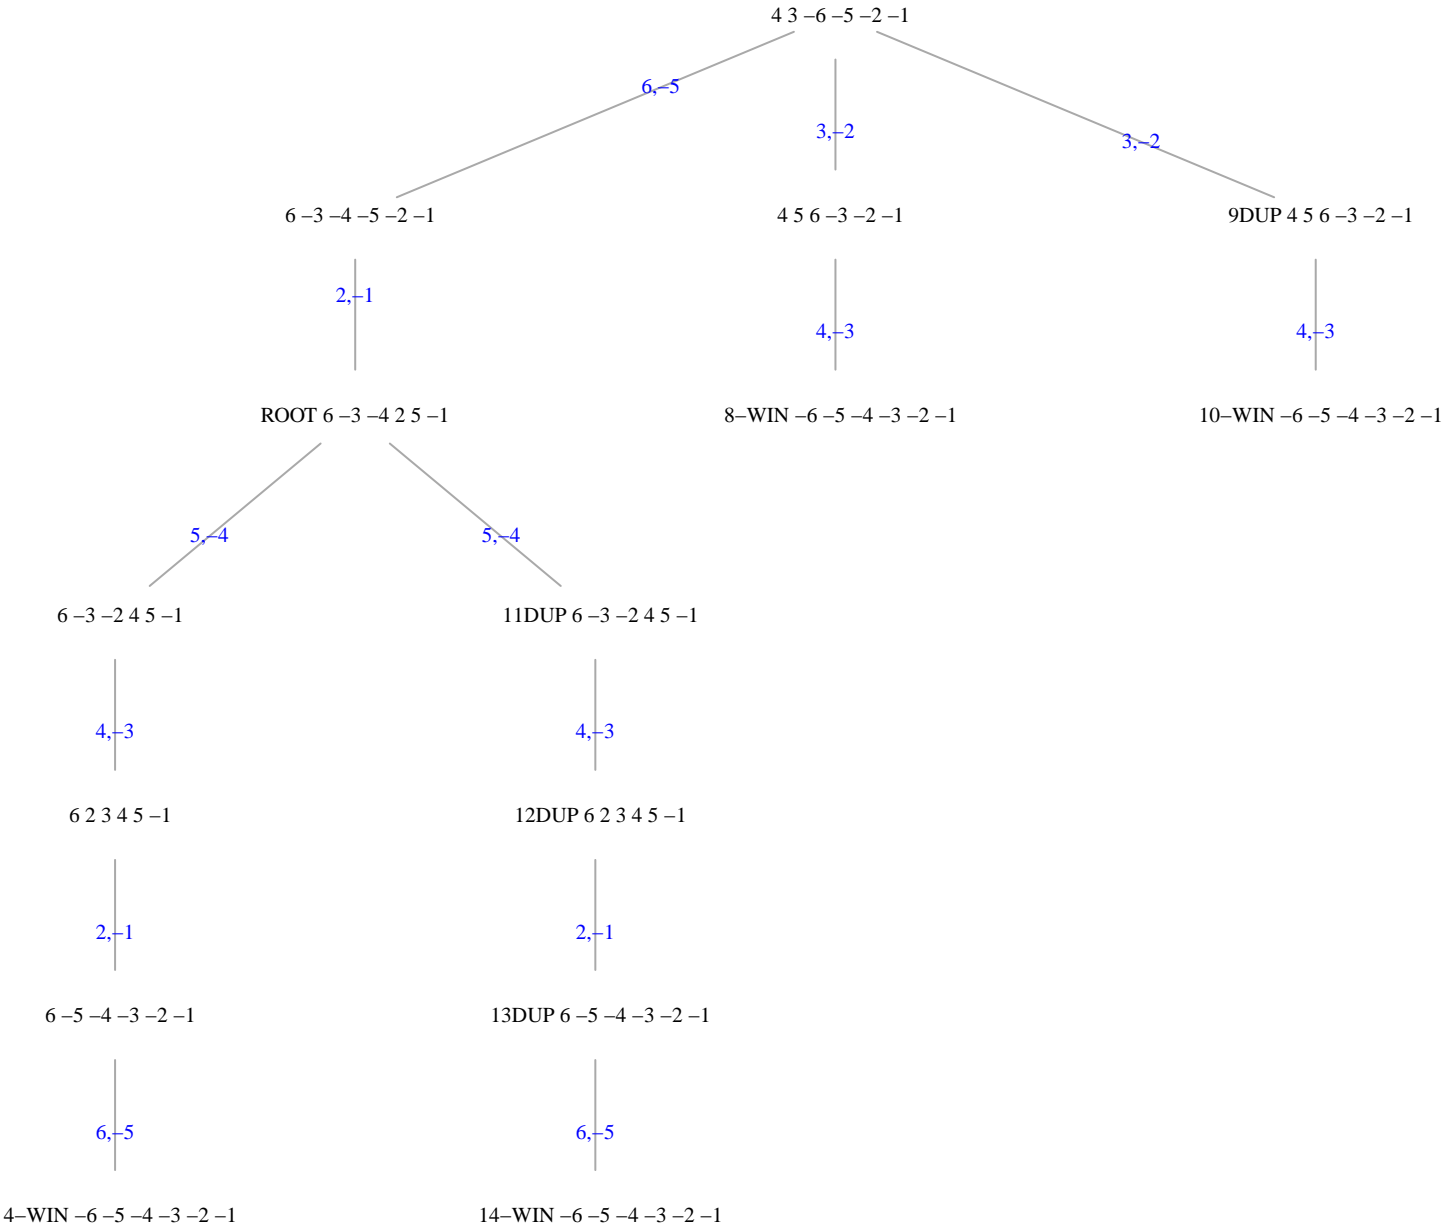 4 3 –6 –5 –2 –1
6,–5
3,–2
3,–2
6 –3 –4 –5 –2 –1
4 5 6 –3 –2 –1
9DUP 4 5 6 –3 –2 –1
2,–1
4,–3
4,–3
ROOT 6 –3 –4 2 5 –1
8–WIN –6 –5 –4 –3 –2 –1
10–WIN –6 –5 –4 –3 –2 –1
5,–4
5,–4
6 –3 –2 4 5 –1
11DUP 6 –3 –2 4 5 –1
4,–3
4,–3
6 2 3 4 5 –1
12DUP 6 2 3 4 5 –1
2,–1
2,–1
6 –5 –4 –3 –2 –1
13DUP 6 –5 –4 –3 –2 –1
6,–5
6,–5
4–WIN –6 –5 –4 –3 –2 –1
14–WIN –6 –5 –4 –3 –2 –1